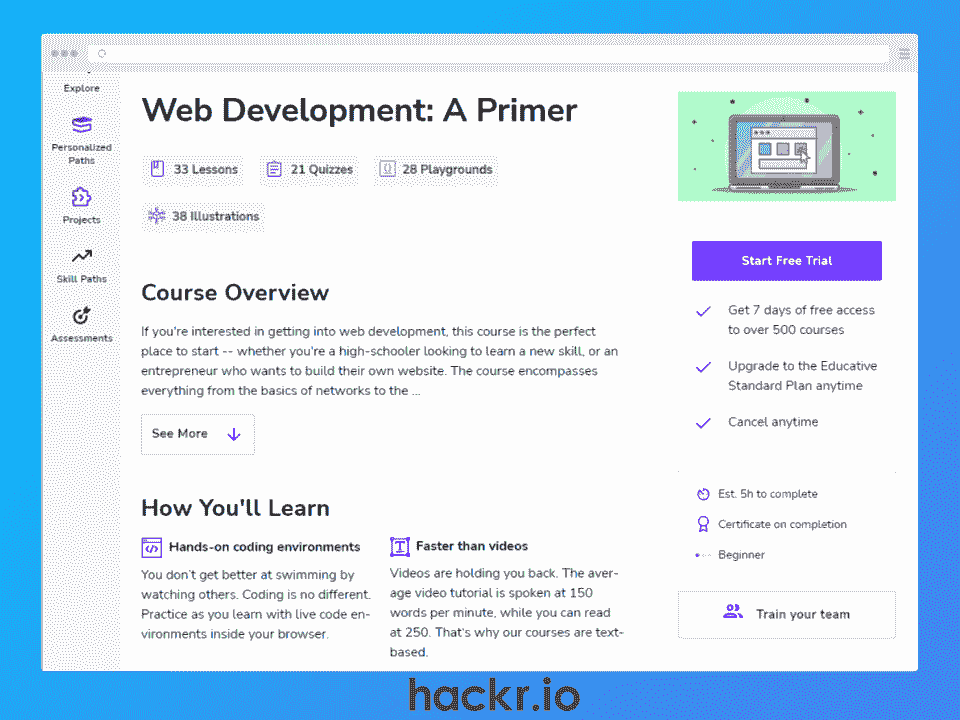 Explore
Personalized
Paths
Projects
Skill Paths
Assessments
Web Development: A Primer
33 Lessons
21 Quizzes
28 Playgrounds
38 Illustrations
Course Overview
If you're interested in getting into web development, this course is the perfect
place to start -- whether you're a high-schooler looking to learn a new skill, or an
entrepreneur who wants to build their own website. The course encompasses
everything from the basics of networks to the ...
See More
How You'll Learn
Hands-on coding environments
You don't get better at swimming by
watching others. Coding is no different.
Practice as you learn with live code en-
vironments inside your browser.
Faster than videos
Videos are holding you back. The aver-
age video tutorial is spoken at 150
words per minute, while you can read
at 250. That's why our courses are text-
based.
Start Free Trial
Get 7 days of free access
to over 500 courses
Upgrade to the Educative
Standard Plan anytime
Cancel anytime
Est. 5h to complete
Certificate on completion
Beginner
Train your team
hackr.io